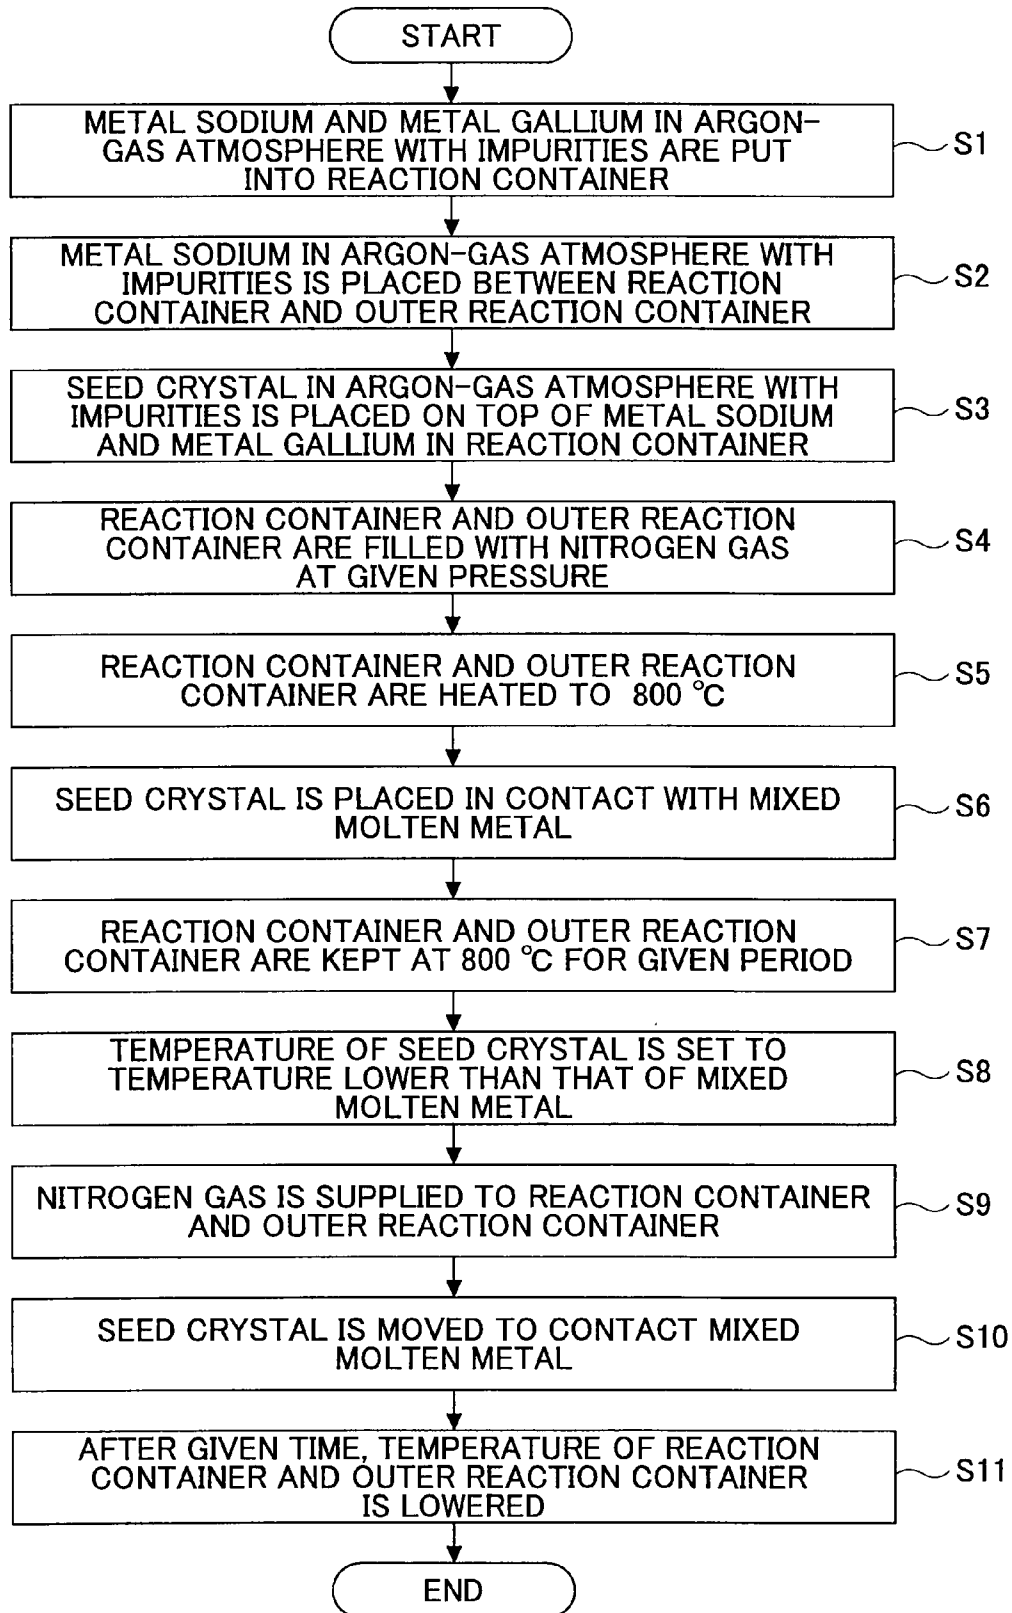 START
METAL SODIUM AND METAL GALLIUM IN ARGON-
GAS ATMOSPHERE WITH IMPURITIES ARE PUT
INTO REACTION CONTAINER
S1
METAL SODIUM IN ARGON-GAS ATMOSPHERE WITH
IMPURITIES IS PLACED BETWEEN REACTION
CONTAINER AND OUTER REACTION CONTAINER
S2
SEED CRYSTAL IN ARGON-GAS ATMOSPHERE WITH
IMPURITIES IS PLACED ON TOP OF METAL SODIUM
AND METAL GALLIUM IN REACTION CONTAINER
S3
REACTION CONTAINER AND OUTER REACTION
CONTAINER ARE FILLED WITH NITROGEN GAS
AT GIVEN PRESSURE
S4
REACTION CONTAINER AND OUTER REACTION
CONTAINER ARE HEATED TO 800 °C
S5
SEED CRYSTAL IS PLACED IN CONTACT WITH MIXED
MOLTEN METAL
S6
REACTION CONTAINER AND OUTER REACTION
CONTAINER ARE KEPT AT 800 °C FOR GIVEN PERIOD
S7
TEMPERATURE OF SEED CRYSTAL IS SET TO
TEMPERATURE LOWER THAN THAT OF MIXED
MOLTEN METAL
S8
NITROGEN GAS IS SUPPLIED TO REACTION CONTAINER
AND OUTER REACTION CONTAINER
S9
SEED CRYSTAL IS MOVED TO CONTACT MIXED
MOLTEN METAL
S10
AFTER GIVEN TIME, TEMPERATURE OF REACTION
CONTAINER AND OUTER REACTION CONTAINER
IS LOWERED
S11
END